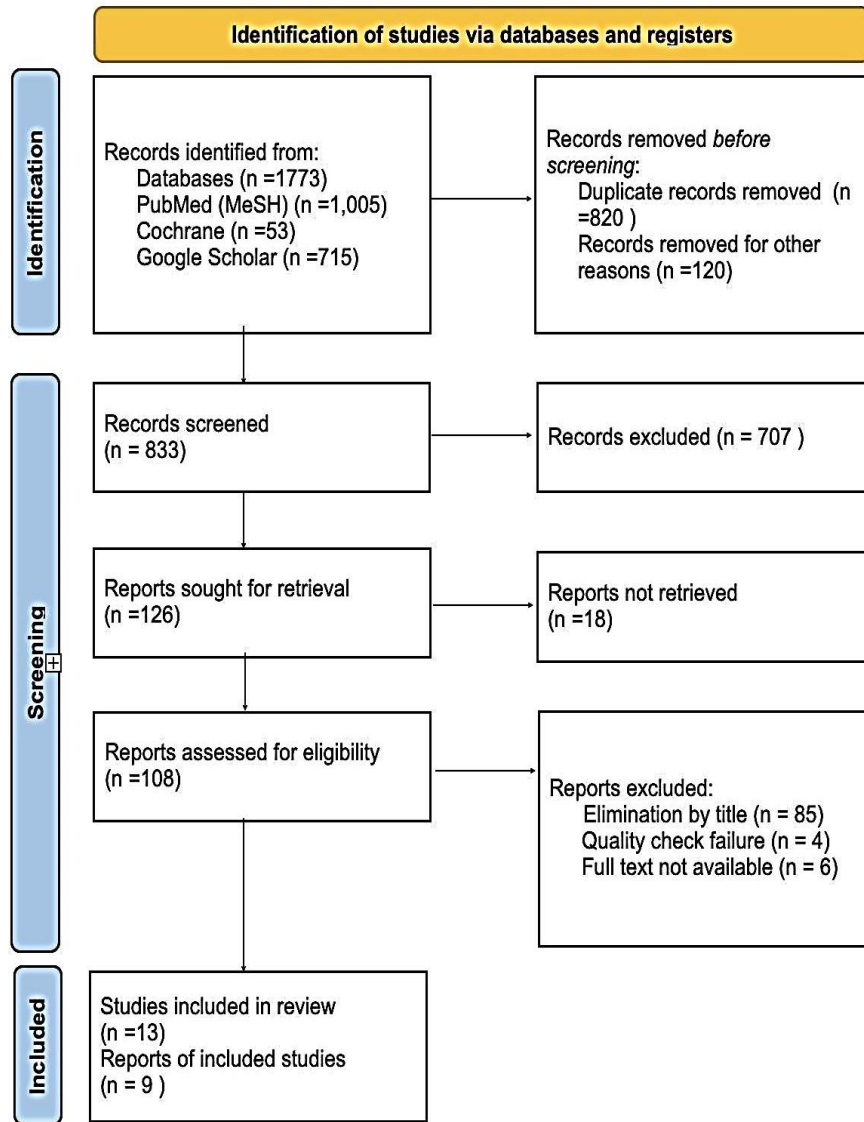 Identification of studies via databases and registers
Identification
Records identified from:
Databases (n =1773)
PubMed (MeSH) (n =1,005)
Cochrane (n =53)
Google Scholar (n =715)
Records removed before
screening:
Duplicate records removed (n
=820 )
Records removed for other
reasons (n =120)
Screening
Records screened
(n = 833)
Records excluded (n = 707 )
Reports sought for retrieval
(n =126)
Reports not retrieved
(n =18)
Reports assessed for eligibility
(n =108)
Reports excluded:
Elimination by title (n = 85)
Quality check failure (n = 4)
Full text not available (n = 6)
Included
Studies included in review
(n =13)
Reports of included studies
(n = 9 )